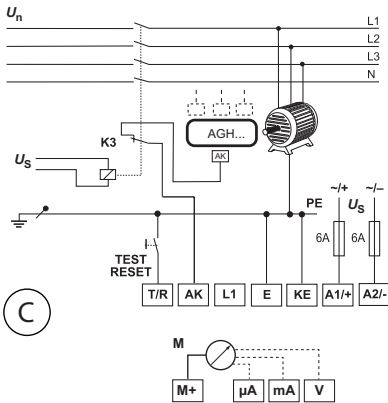 Un
L1
L2
L3
N
AGH...
AK
K3
US
PE
~/+
~/–
US
6A
6A
TEST
RESET
T/R
AK
L1
E
KE
A1/+
A2/-
C
M
M+
µA
mA
V